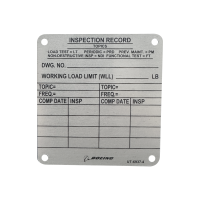 INSPECTION RECORD
TOPICS
LOAD TEST = LT PERIODIC = PRD PREV. MAINT. = PM
NON-DESTRUCTIVE INSP = NDI FUNCTIONAL TEST = FT
DWG. NO.
WORKING LOAD LIMIT (WLL) LB
TOPIC= TOPIC=
FREQ.= FREQ.=
COMP DATE INSP COMP DATE INSP
BOEING